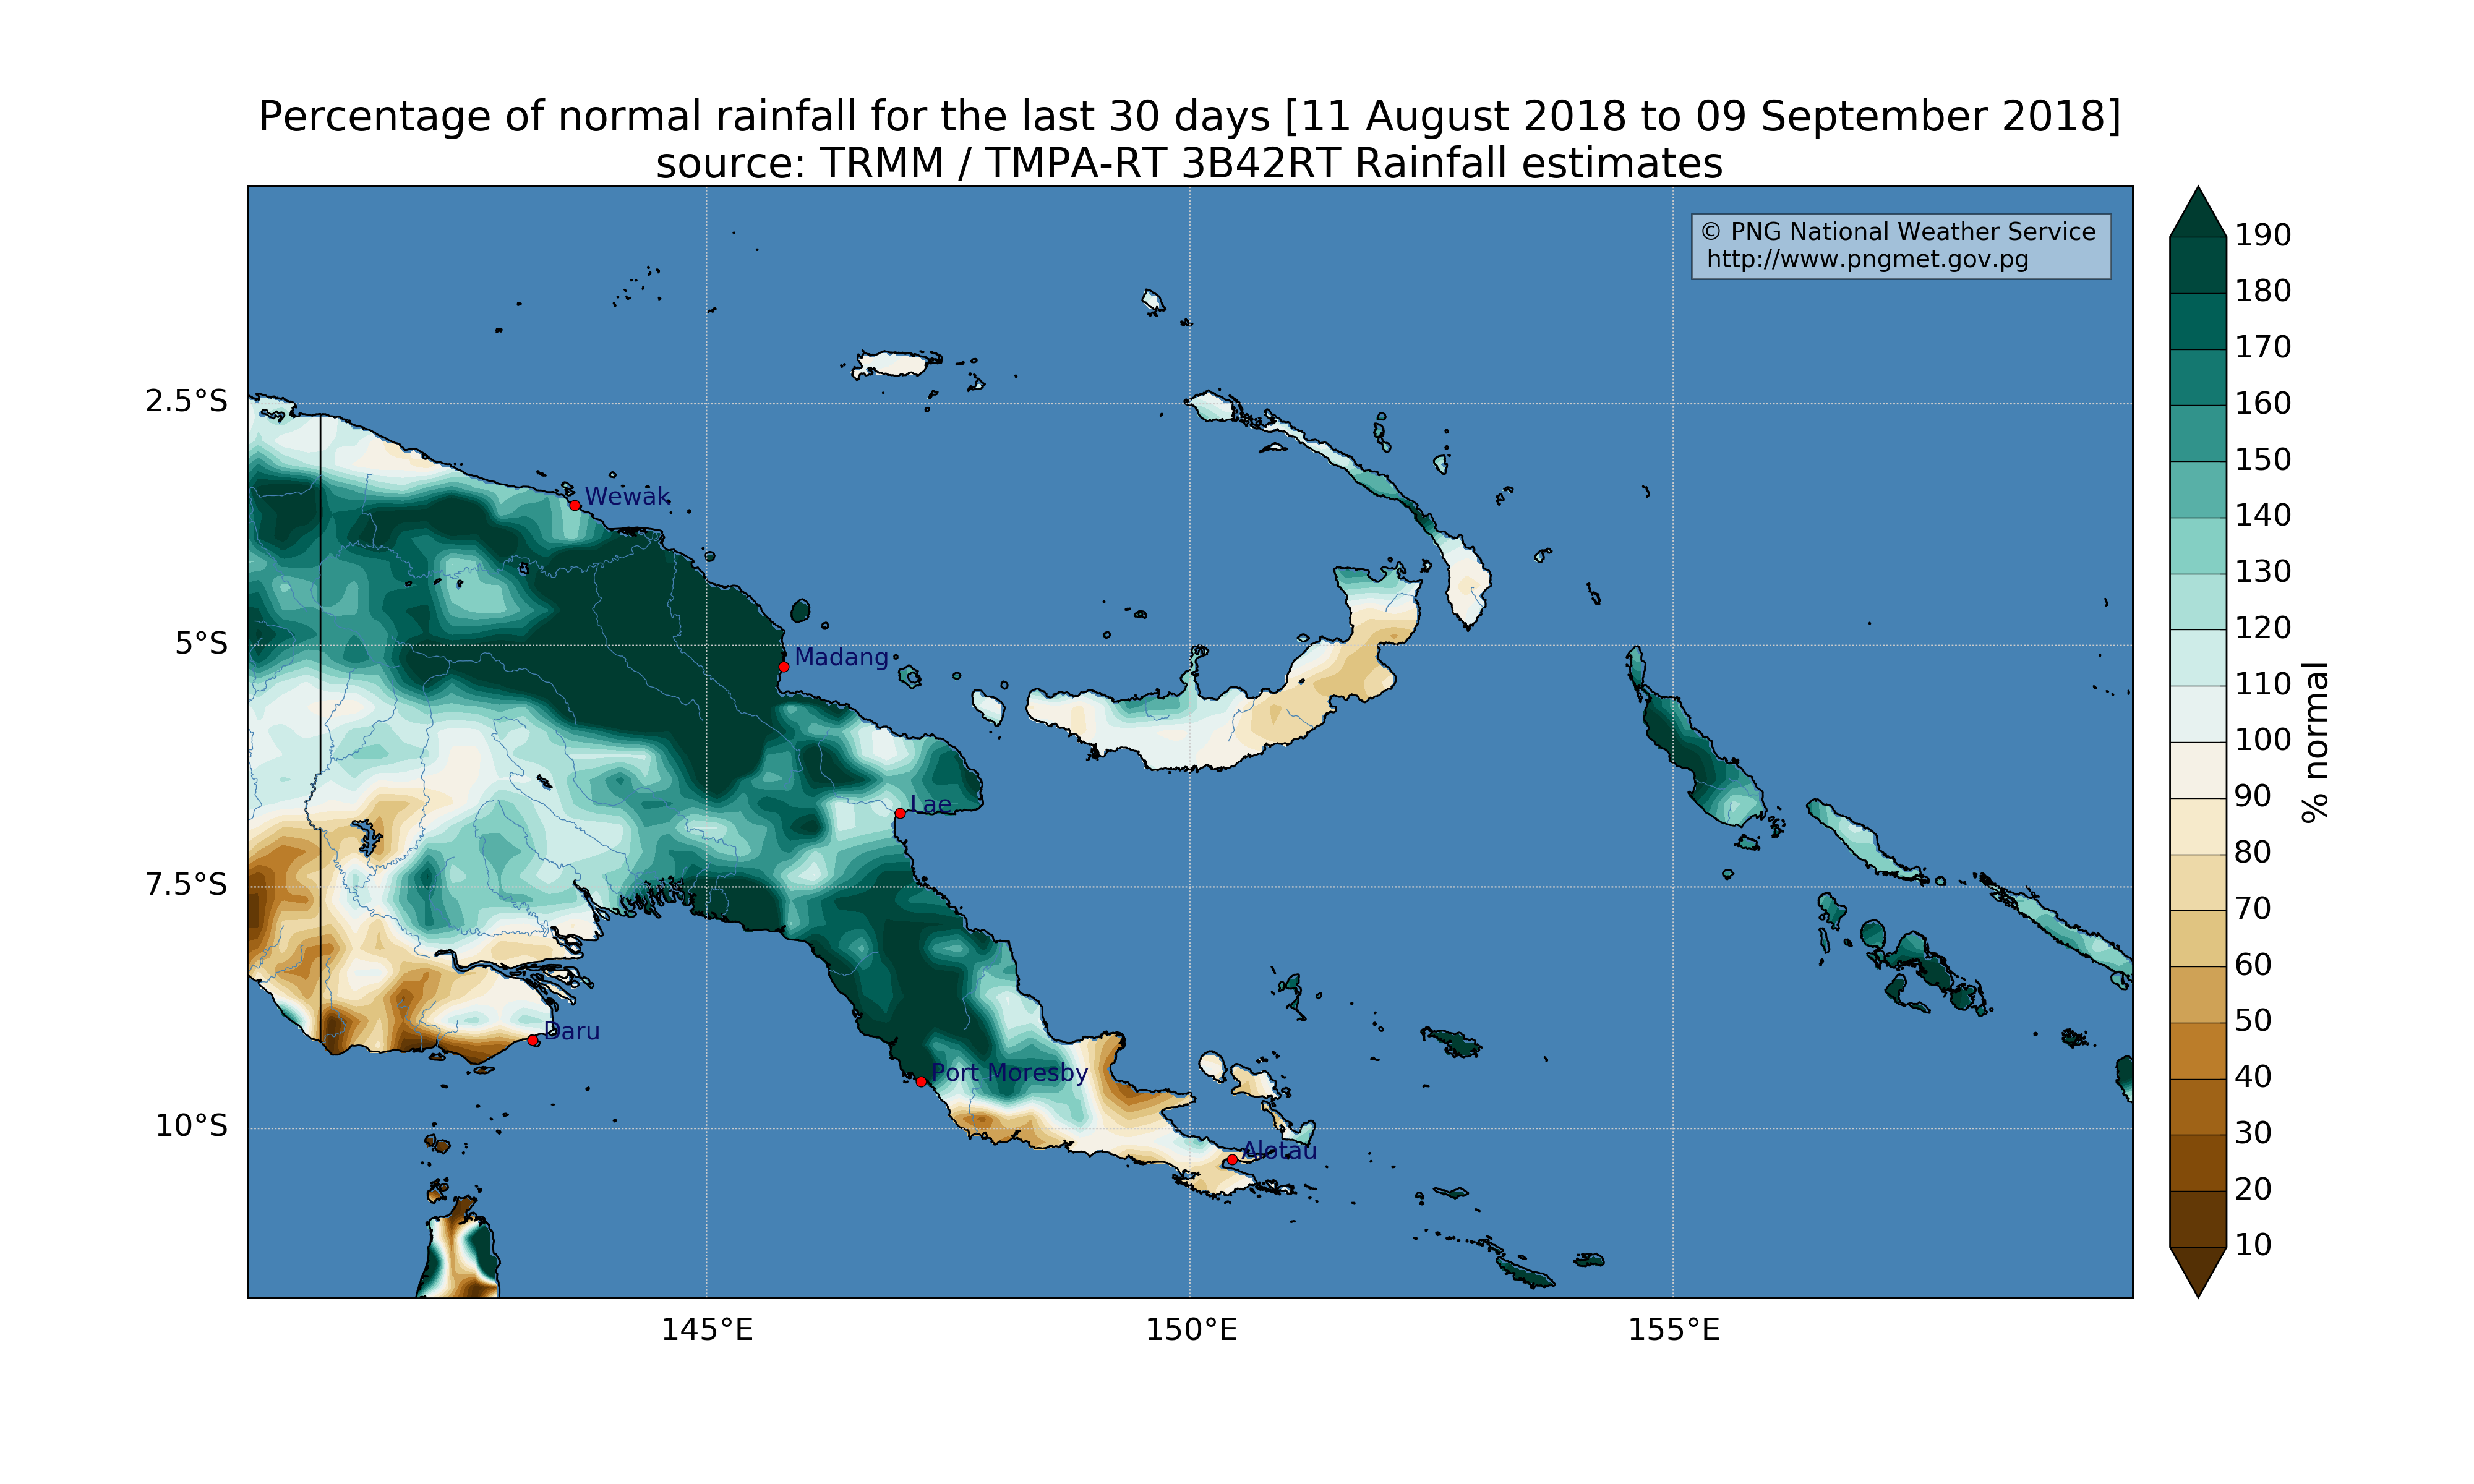 Percentage of normal rainfall for the last 30 days [11 August 2018 to 09 September 2018]
source: TRMM / TMPA-RT 3B42RT Rainfall estimates
© PNG National Weather Service
http://www.pngmet.gov.pg
2.5°S
5°S
7.5°S
10°S
Wewak
Madang
Lae
Daru
Port Moresby
Alotau
145°E
150°E
155°E
190
180
170
160
150
140
130
120
110
100
90
80
70
60
50
40
30
20
10
% normal